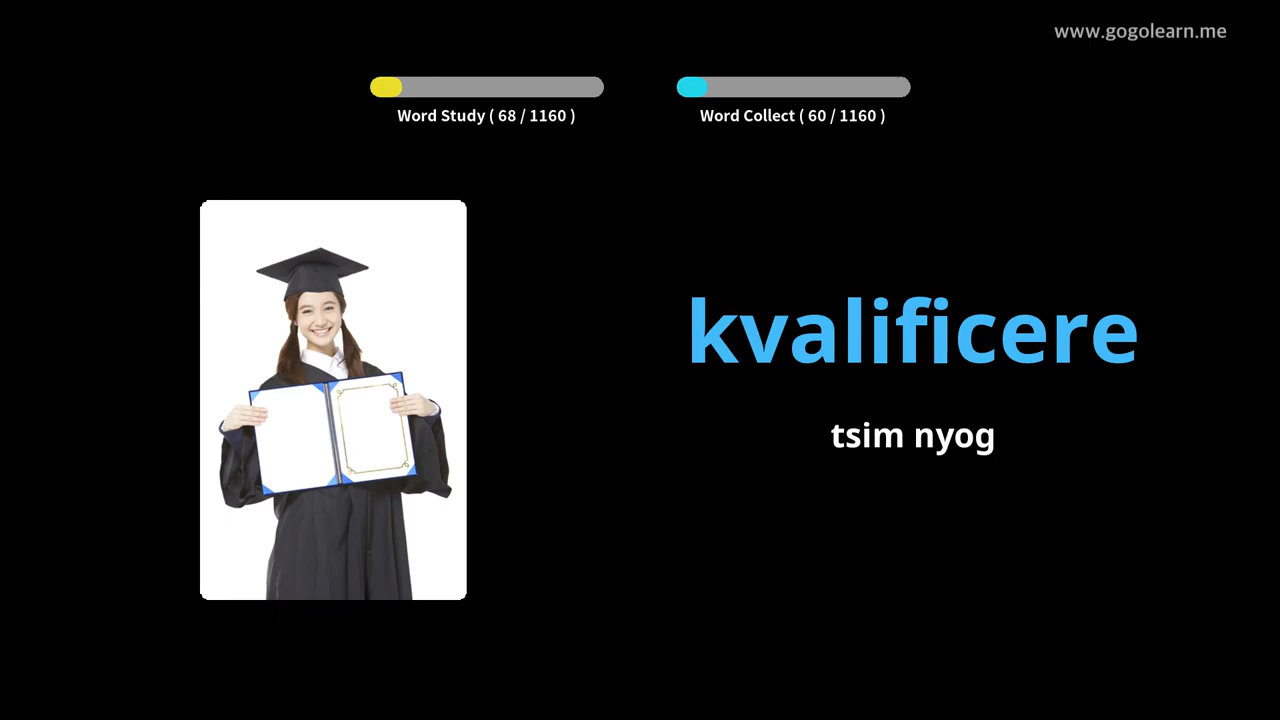 www.gogolearn.me
Word Study ( 68 / 1160 )
Word Collect ( 60 / 1160 )
kvalificere
tsim nyog